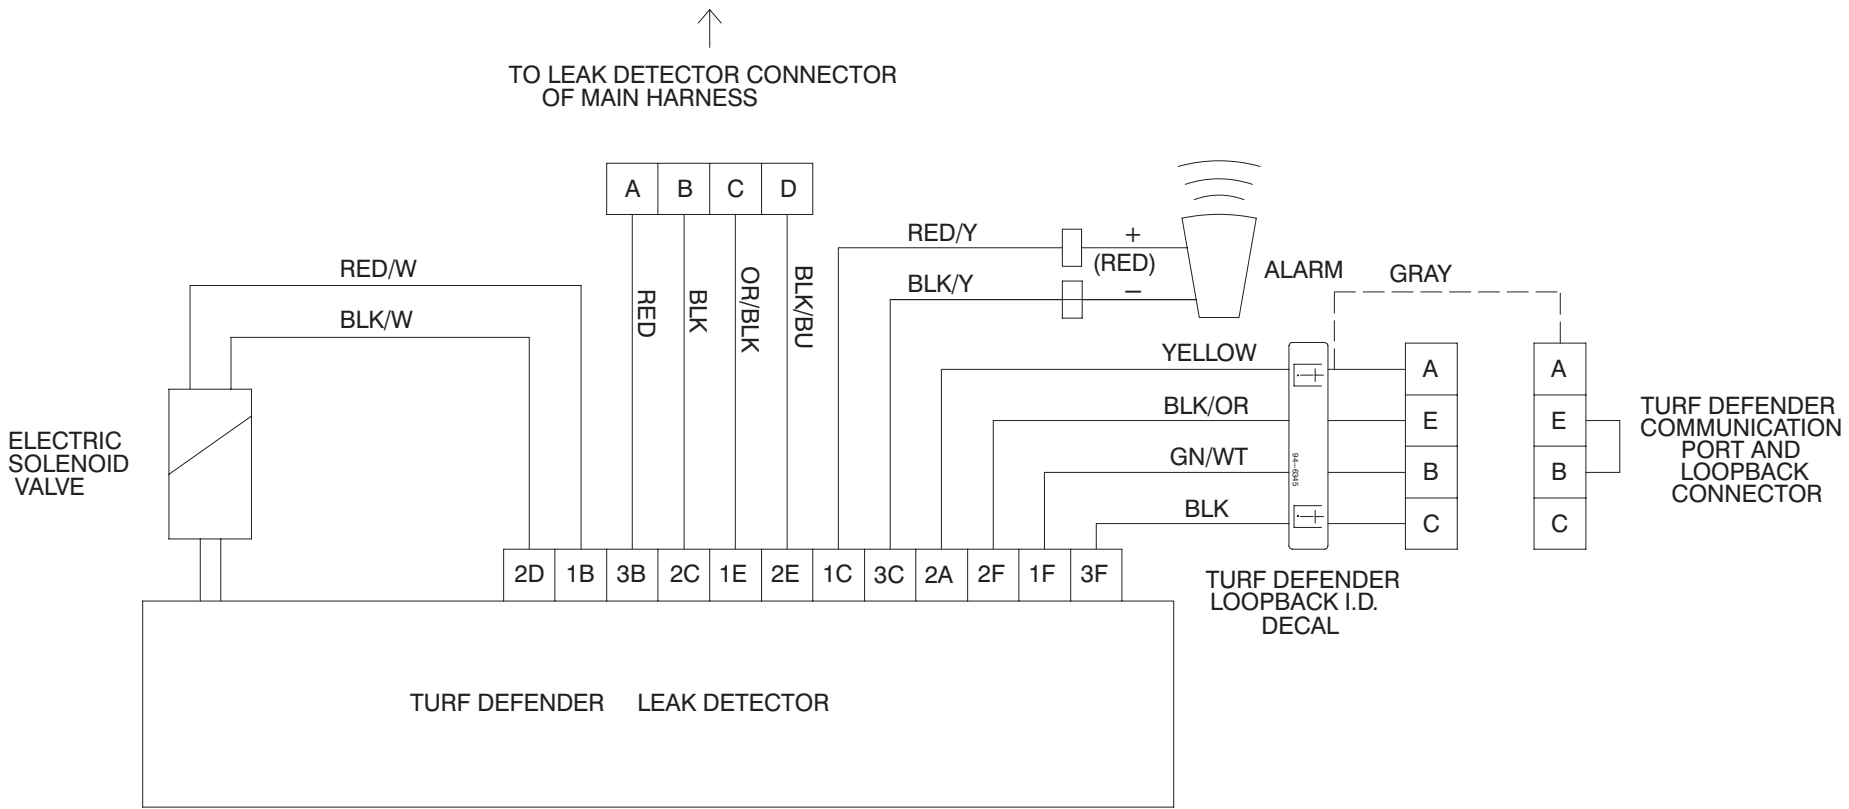 TO LEAK DETECTOR CONNECTOR
OF MAIN HARNESS
A B C D
RED/Y
+
(RED)
BLK/Y
−
ALARM
GRAY
RED/W
BLK/W
RED
BLK
OR/BLK
BLK/BU
YELLOW
BLK/OR
GN/WT
BLK
94-6345
A
E
B
C
A
E
B
C
TURF DEFENDER
COMMUNICATION
PORT AND
LOOPBACK
CONNECTOR
ELECTRIC
SOLENOID
VALVE
2D 1B 3B 2C 1E 2E 1C 3C 2A 2F 1F 3F
TURF DEFENDER
LOOPBACK I.D.
DECAL
TURF DEFENDER LEAK DETECTOR